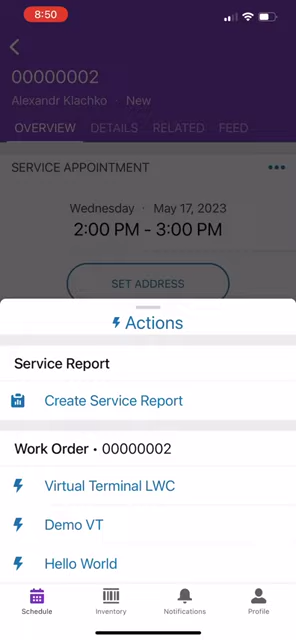 8:50
00000002
Alexandr Klachko · New
OVERVIEW DETAILS RELATED FEED
SERVICE APPOINTMENT
Wednesday · May 17, 2023
2:00 PM - 3:00 PM
SET ADDRESS
Actions
Service Report
Create Service Report
Work Order • 00000002
Virtual Terminal LWC
Demo VT
Hello World
Schedule Inventory Notifications Profile